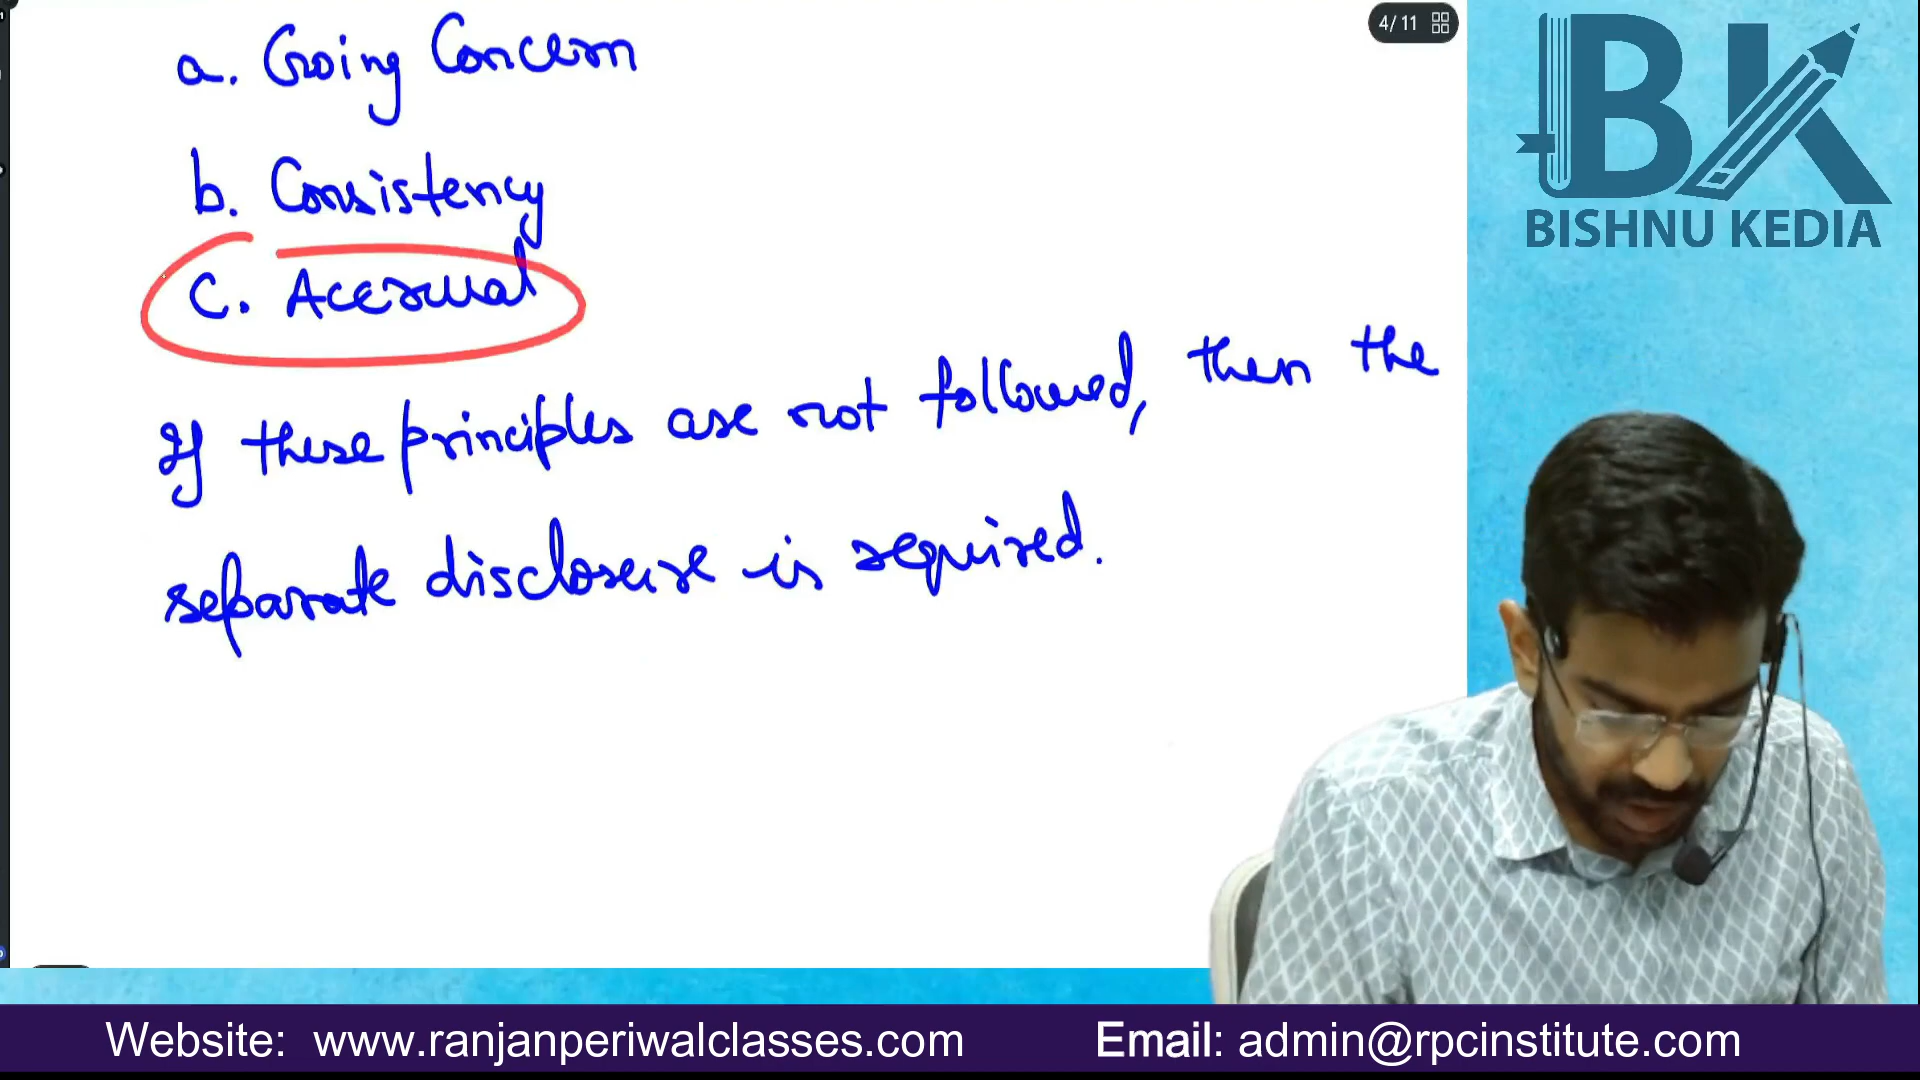 4/11
a. Going Concern
b. Consistency
c. Accrual
If these principles are not followed, then the
separate disclosure is required.
BK
BISHNU KEDIA
Website: www.ranjanperiwalclasses.com Email: admin@rpcinstitute.com